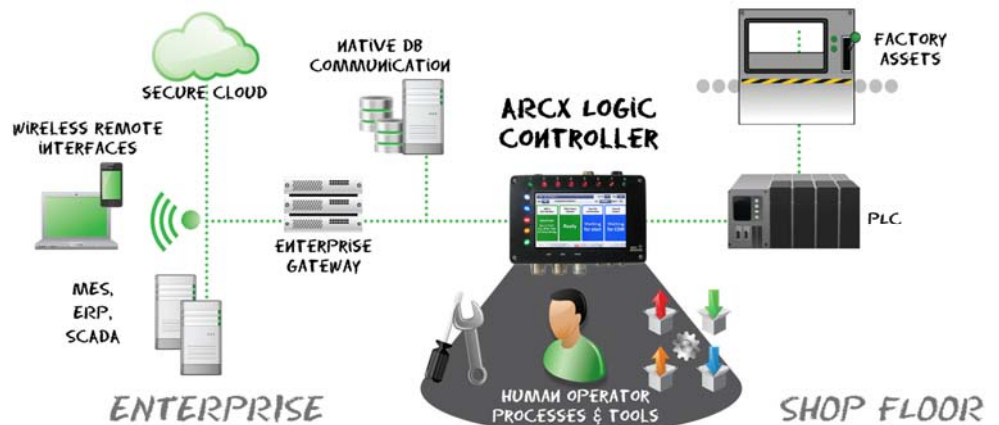 SECURE CLOUD
NATIVE DB
COMMUNICATION
FACTORY
ASSETS
WIRELESS REMOTE
INTERFACES
ARCX LOGIC
CONTROLLER
ENTERPRISE
GATEWAY
PLC
Ready
MES,
ERP,
SCADA
HUMAN OPERATOR
PROCESSES & TOOLS
ENTERPRISE
SHOP FLOOR